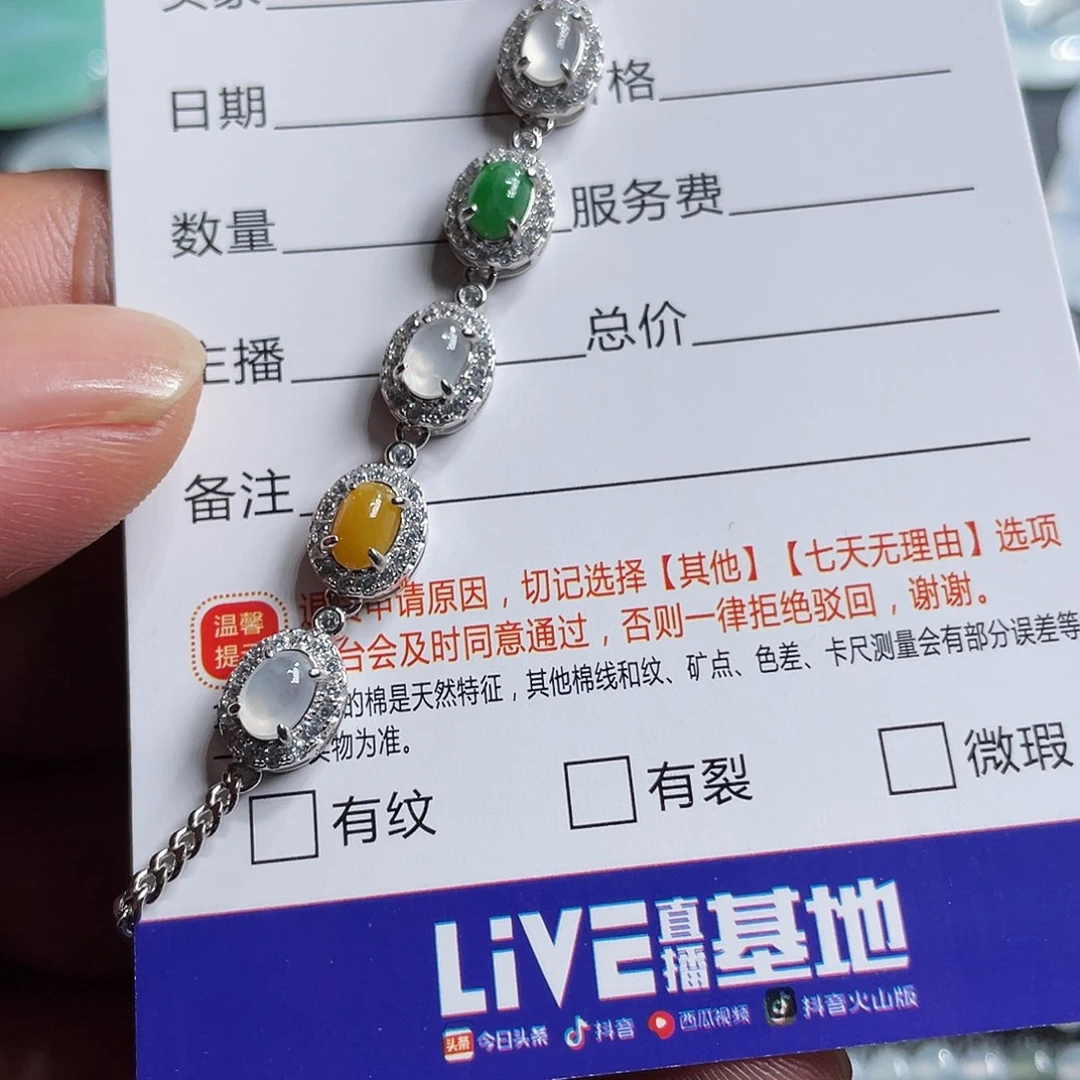 日期
格
数量
服务费
主播
总价
备注
温馨
申请原因，切记选择【其他】【七天无理由】选项
台会及时同意通过，否则一律拒绝驳回，谢谢。
的棉是天然特征，其他棉线和纹、矿点、色差、卡尺测量会有部分误差等
物为准。
有纹
有裂
微瑕
LiVE直播基地
头条 今日头条 抖音 西瓜视频 抖音火山版